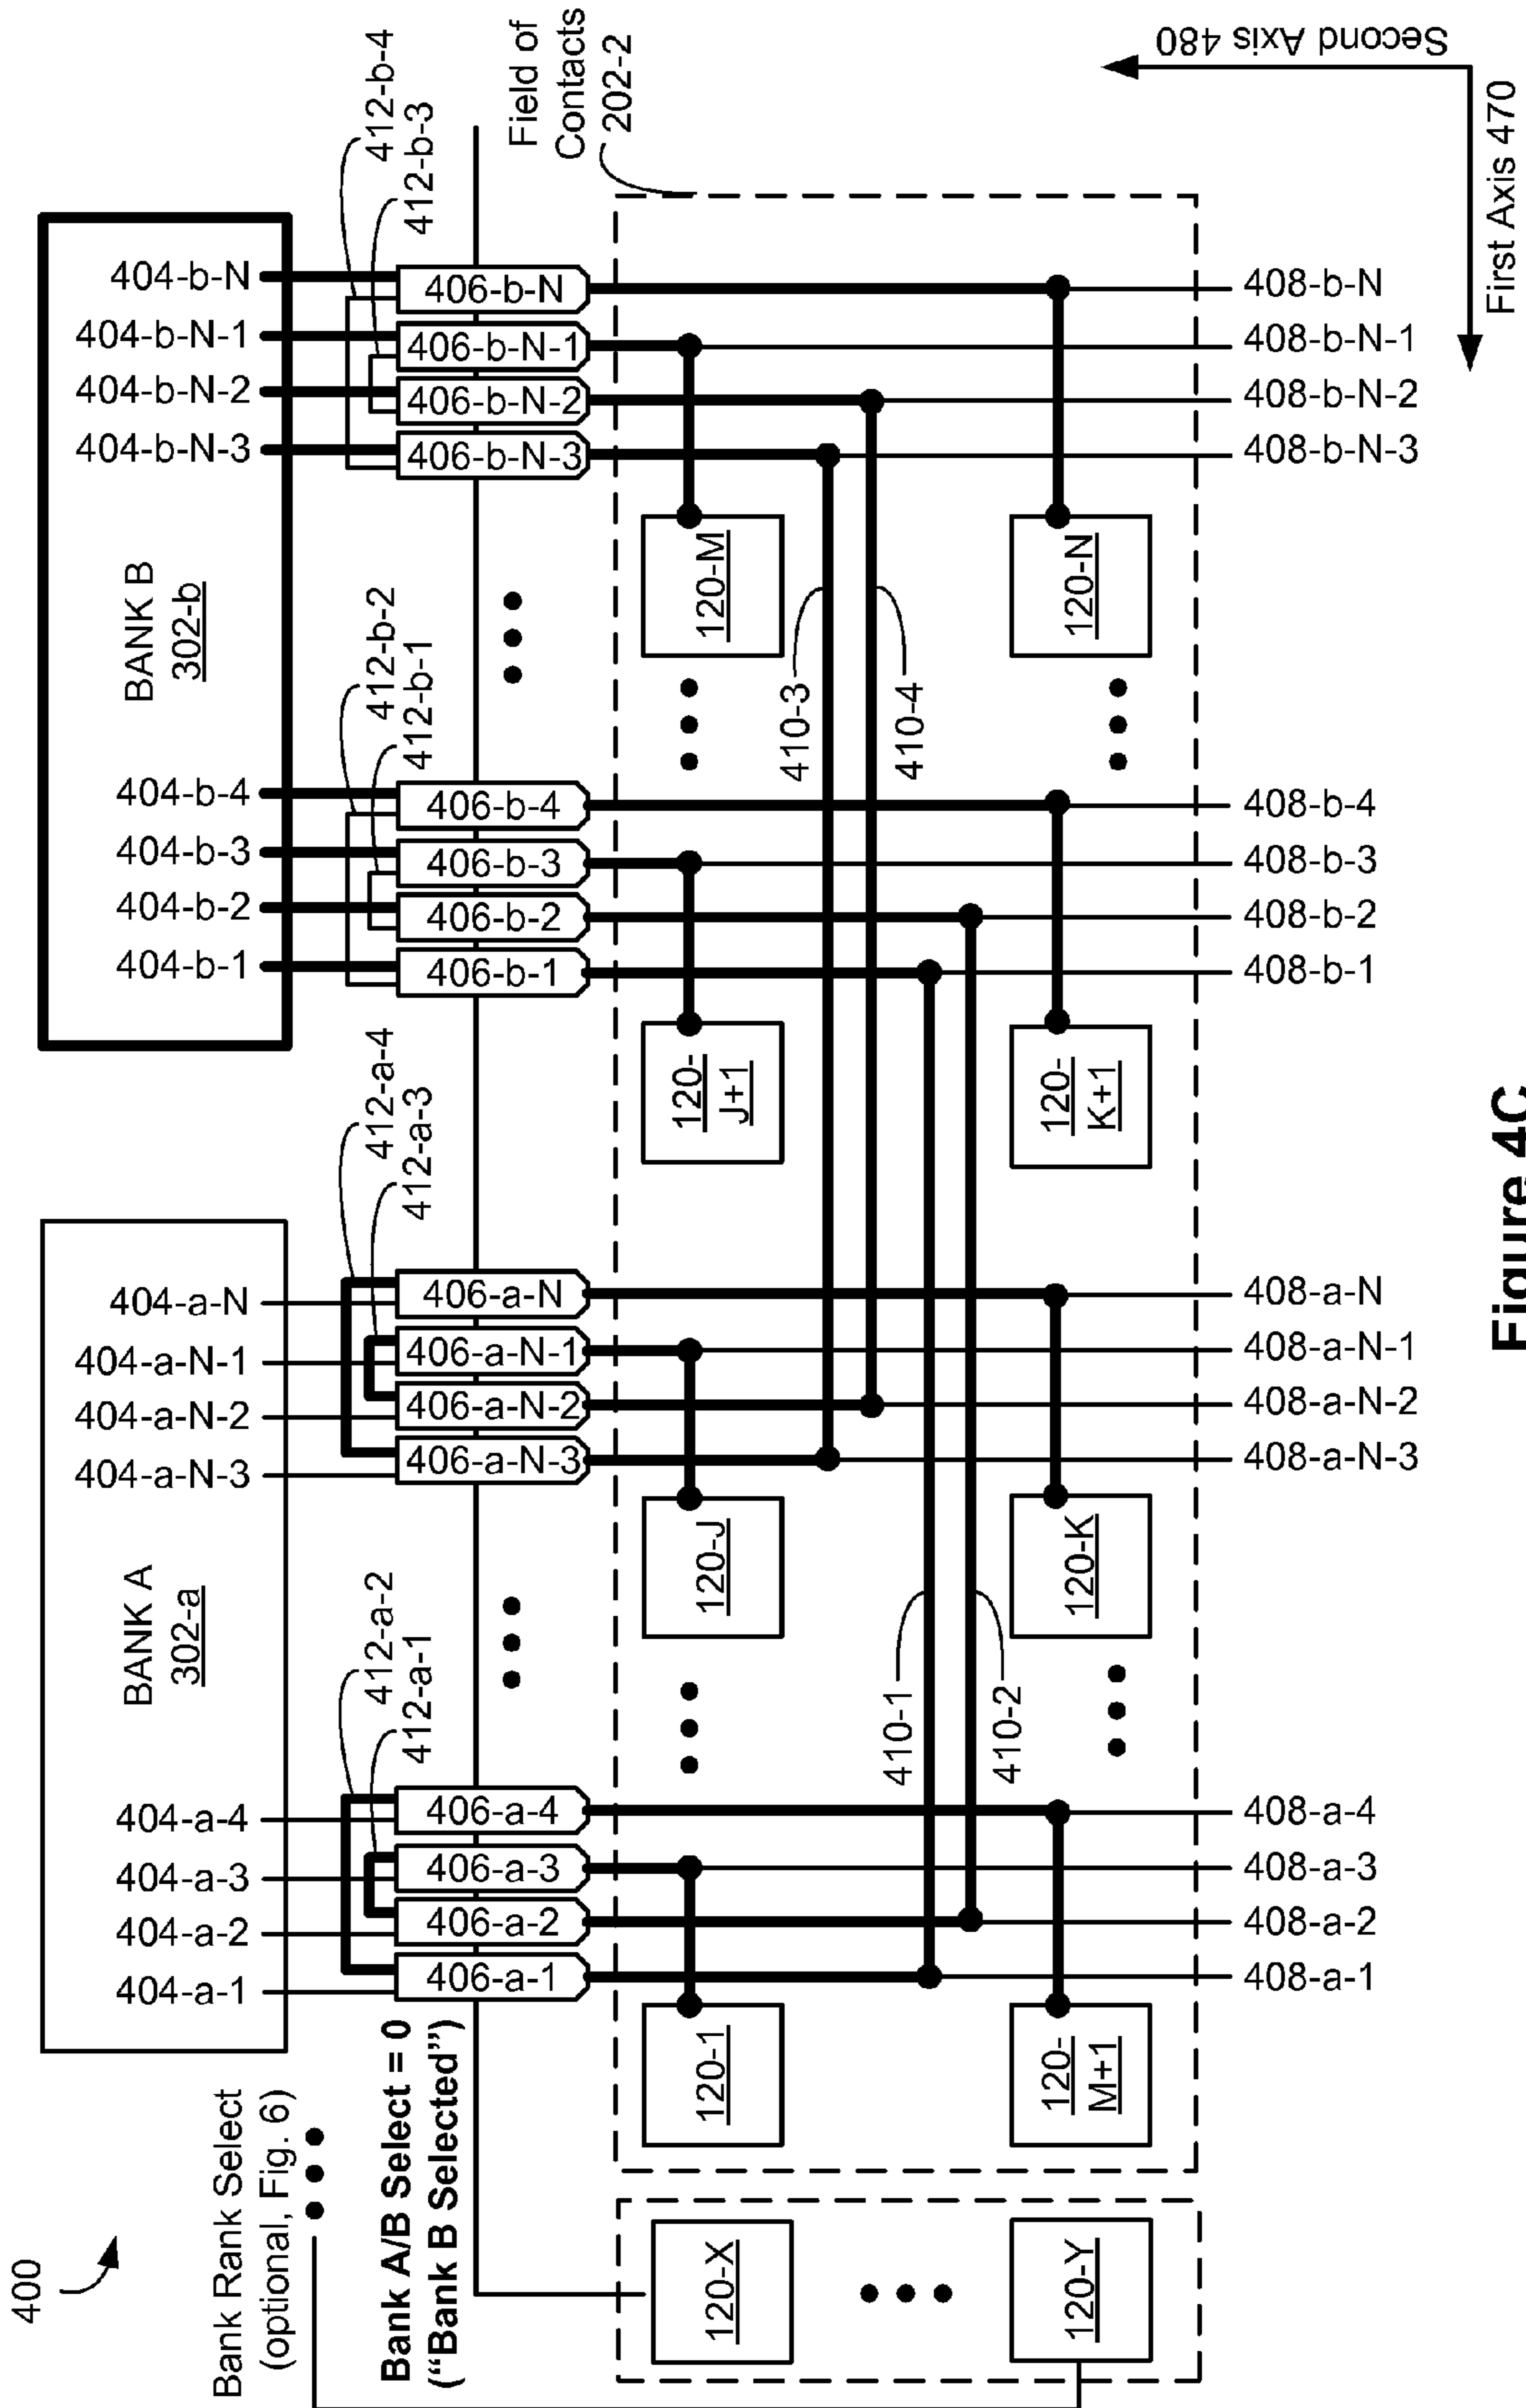 400
Bank Rank Select
(optional, Fig. 6)
Bank A/B Select = 0
("Bank B Selected")
BANK A
302-a
BANK B
302-b
404-a-1
404-a-2
404-a-3
404-a-4
404-a-N-3
404-a-N-2
404-a-N-1
404-a-N
404-b-1
404-b-2
404-b-3
404-b-4
404-b-N-3
404-b-N-2
404-b-N-1
404-b-N
412-a-2
412-a-1
412-a-4
412-a-3
412-b-2
412-b-1
412-b-4
412-b-3
406-a-1
406-a-2
406-a-3
406-a-4
406-a-N-3
406-a-N-2
406-a-N-1
406-a-N
406-b-1
406-b-2
406-b-3
406-b-4
406-b-N-3
406-b-N-2
406-b-N-1
406-b-N
Field of
Contacts
202-2
120-X
120-1
120-J
120-
J+1
120-M
410-3
410-4
410-1
410-2
120-Y
120-
M+1
120-K
120-
K+1
120-N
408-a-1
408-a-2
408-a-3
408-a-4
408-a-N-3
408-a-N-2
408-a-N-1
408-a-N
408-b-1
408-b-2
408-b-3
408-b-4
408-b-N-3
408-b-N-2
408-b-N-1
408-b-N
Second Axis 480
First Axis 470
Figure 4C